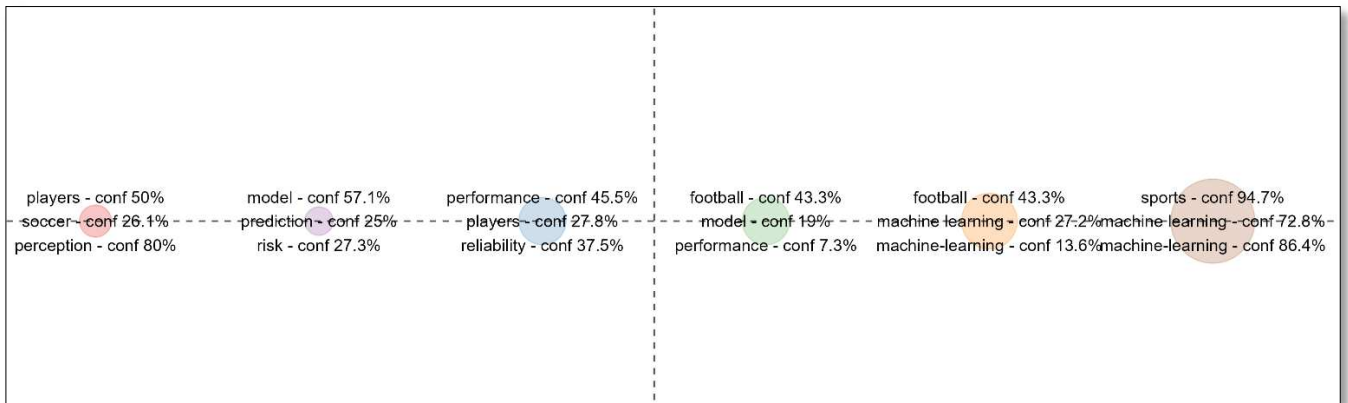 players - conf 50%
soccer - conf 26.1%
perception - conf 80%
model - conf 57.1%
prediction - conf 25%
risk - conf 27.3%
performance - conf 45.5%
players - conf 27.8%
reliability - conf 37.5%
football - conf 43.3%
model - conf 19%
performance - conf 7.3%
football - conf 43.3%
machine learning - conf 27.2%
machine-learning - conf 13.6%
sports - conf 94.7%
machine learning - conf 72.8%
machine-learning - conf 86.4%